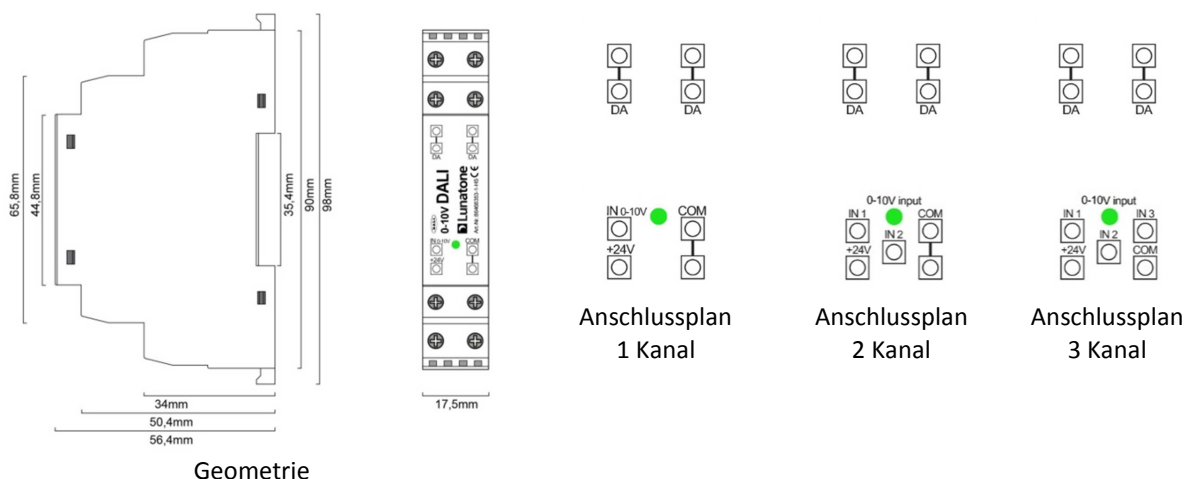 65,8mm
44,8mm
35,4mm
90mm
98mm
34mm
50,4mm
56,4mm
Geometrie
DA
DA
0-10V DALI
Lunatone
CE
IN 0-10V
COM
+24V
17,5mm
DA
DA
IN 0-10V
COM
+24V
Anschlussplan
1 Kanal
DA
DA
0-10V input
IN 1
COM
IN 2
+24V
Anschlussplan
2 Kanal
DA
DA
0-10V input
IN 1
IN 3
IN 2
+24V
COM
Anschlussplan
3 Kanal